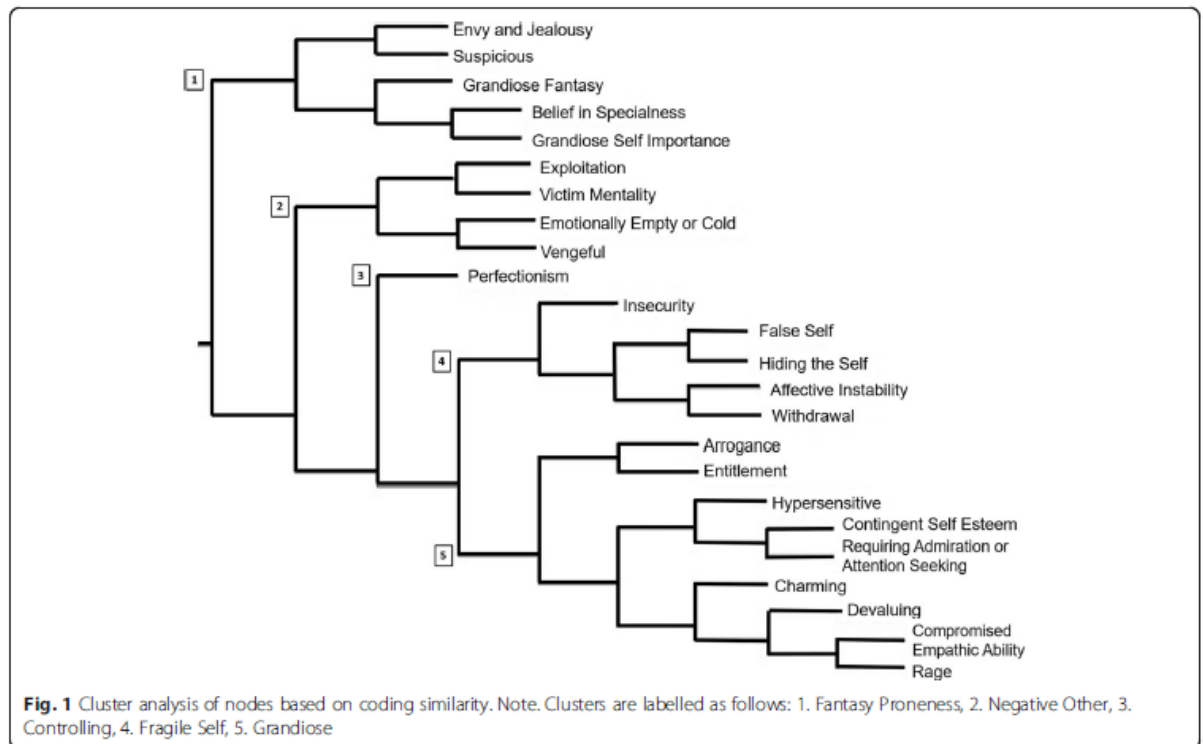 Envy and Jealousy
Suspicious
1
Grandiose Fantasy
Belief in Specialness
Grandiose Self Importance
Exploitation
Victim Mentality
2
Emotionally Empty or Cold
Vengeful
3
Perfectionism
Insecurity
False Self
4
Hiding the Self
Affective Instability
Withdrawal
Arrogance
Entitlement
Hypersensitive
Contingent Self Esteem
5
Requiring Admiration or
Attention Seeking
Charming
Devaluing
Compromised
Empathic Ability
Rage
Fig. 1 Cluster analysis of nodes based on coding similarity. Note. Clusters are labelled as follows: 1. Fantasy Proneness, 2. Negative Other, 3.
Controlling, 4. Fragile Self, 5. Grandiose